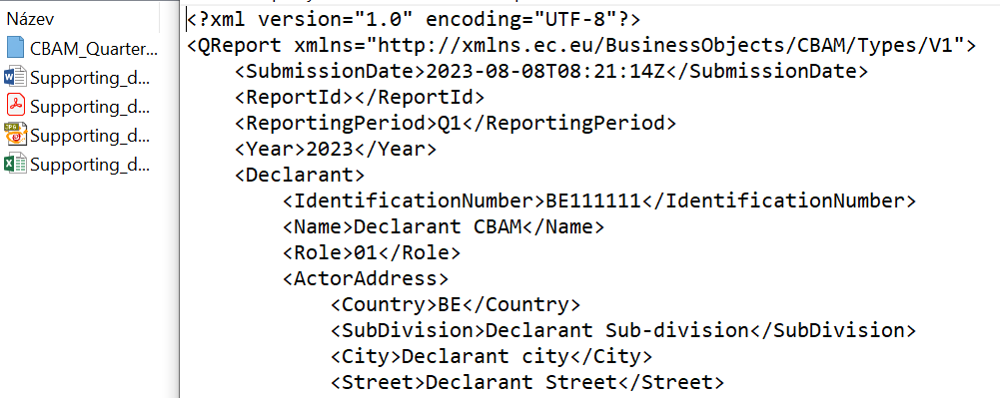 Název
CBAM_Quarter...
Supporting_d...
Supporting_d...
Supporting_d...
Supporting_d...
<?xml version="1.0" encoding="UTF-8"?>
<QReport xmlns="http://xmlns.ec.eu/BusinessObjects/CBAM/Types/V1">
    <SubmissionDate>2023-08-08T08:21:14Z</SubmissionDate>
    <ReportId></ReportId>
    <ReportingPeriod>Q1</ReportingPeriod>
    <Year>2023</Year>
    <Declarant>
        <IdentificationNumber>BE111111</IdentificationNumber>
        <Name>Declarant CBAM</Name>
        <Role>01</Role>
        <ActorAddress>
            <Country>BE</Country>
            <SubDivision>Declarant Sub-division</SubDivision>
            <City>Declarant city</City>
            <Street>Declarant Street</Street>